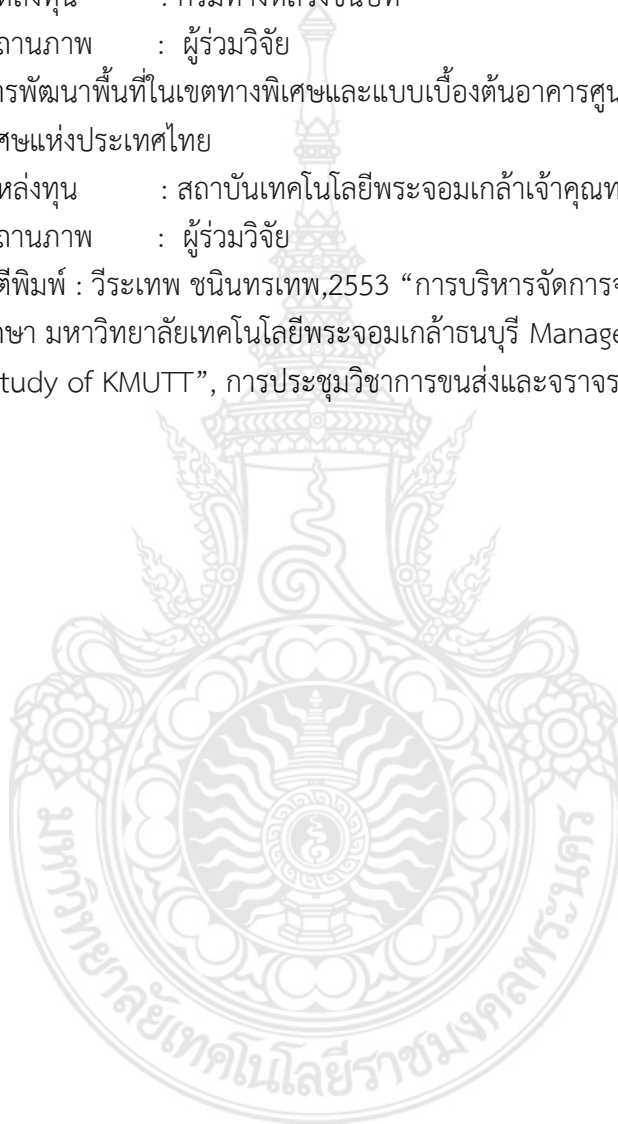 : กรมทางหลวงชนบท
ถานภาพ : ผู้ร่วมวิจัย
ารพัฒนาพื้นที่ในเขตทางพิเศษและแบบเบื้องต้นอาคารศูน
ศษแห่งประเทศไทย
หล่งทุน : สถาบันเทคโนโลยีพระจอมเกล้าเจ้าคุณท
ถานภาพ : ผู้ร่วมวิจัย
ตีพิมพ์ : วีระเทพ ชนินทรเทพ,2553 “การบริหารจัดการจ
ึกษา มหาวิทยาลัยเทคโนโลยีพระจอมเกล้าธนบุรี Manage
tudy of KMUTT”, การประชุมวิชาการขนส่งและจราจร
มหาวิทยาลัยเทคโนโลยีราชมงคลพระนคร